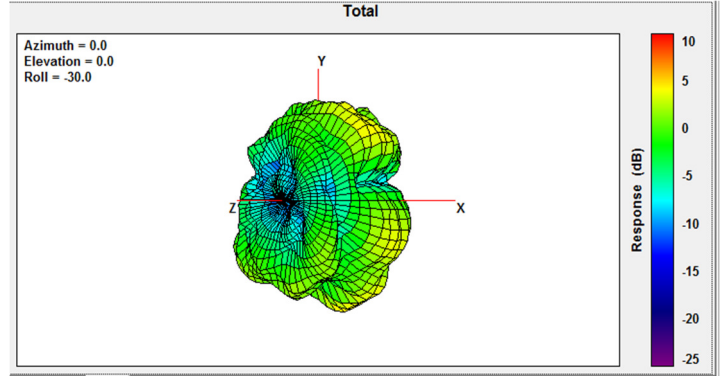 Total
Azimuth = 0.0
Elevation = 0.0
Roll = -30.0
Y
Z
X
10
5
0
-5
-10
-15
-20
-25
Response (dB)